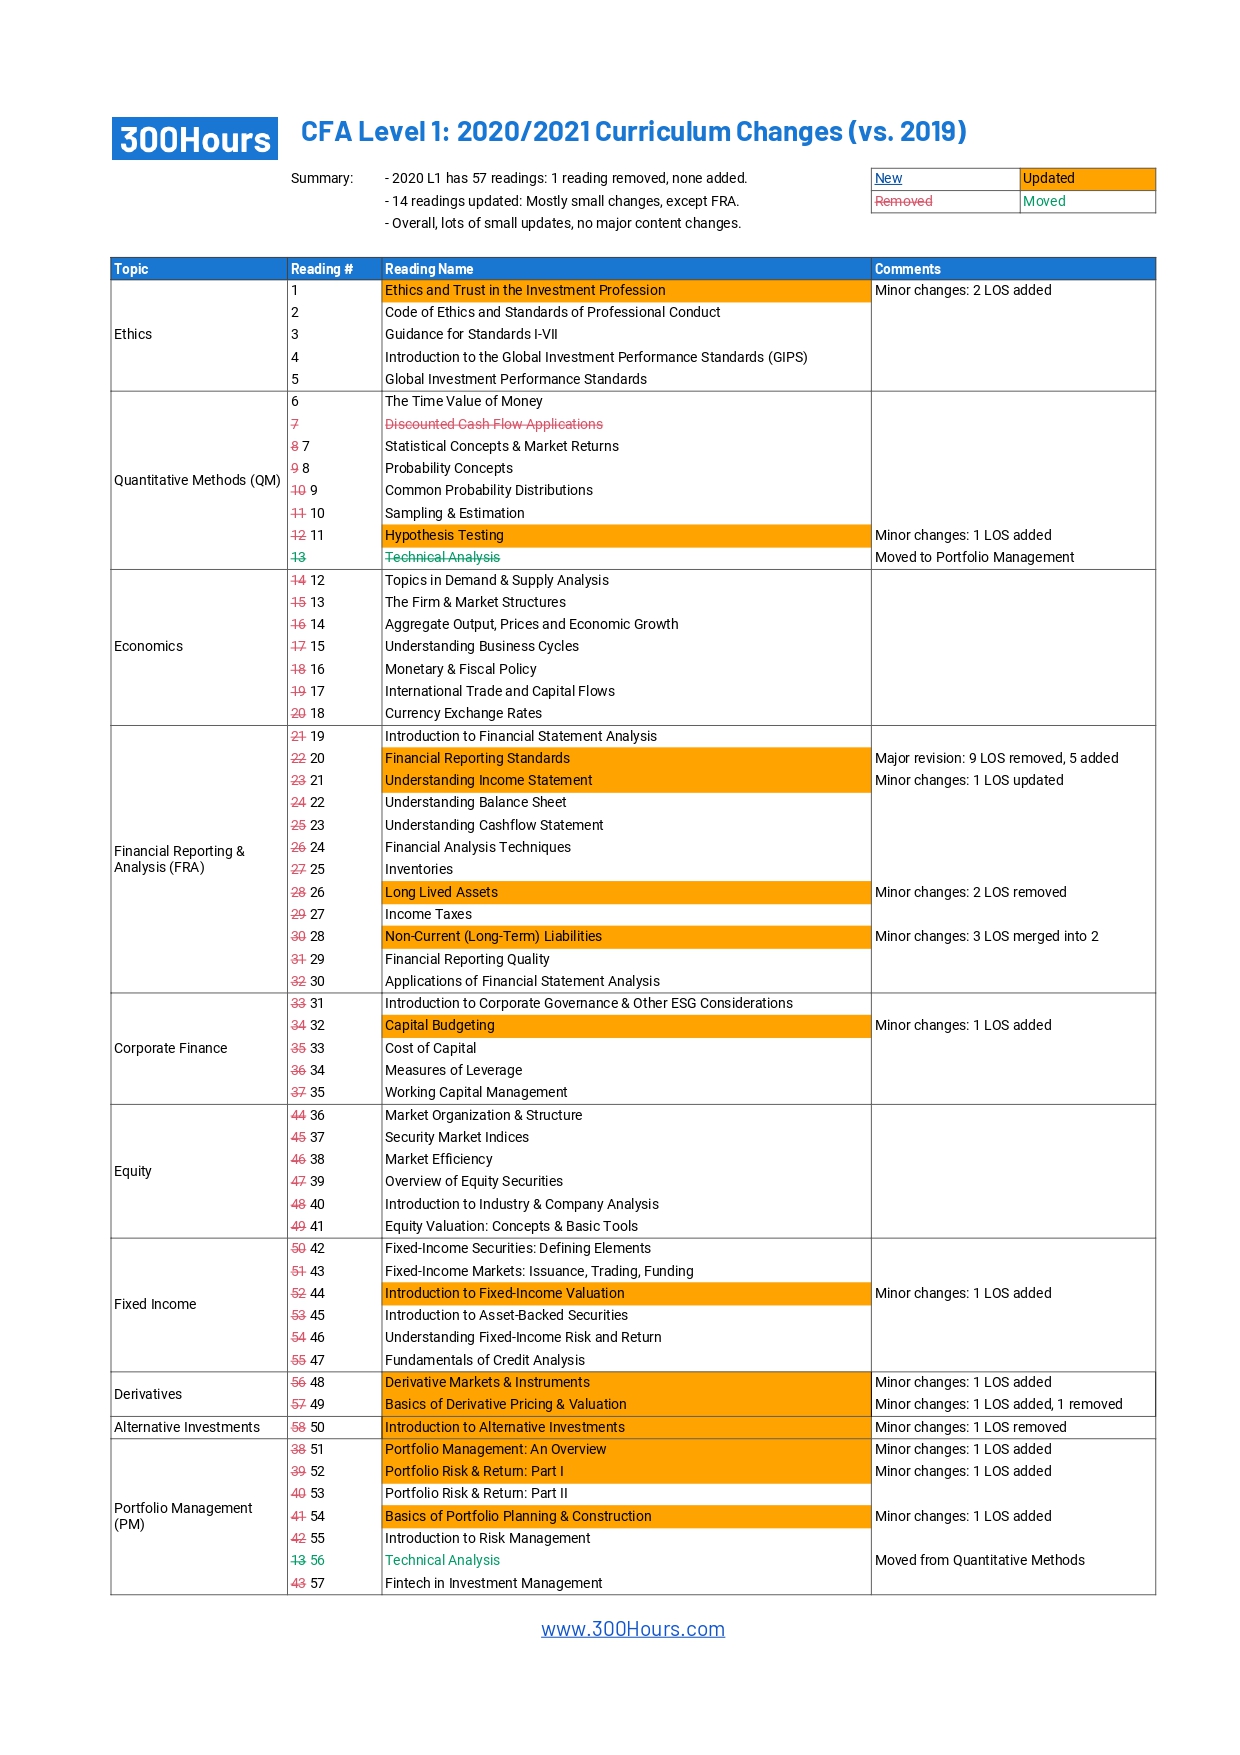 300Hours CFA Level 1: 2020/2021 Curriculum Changes (vs. 2019)
Summary: - 2020 L1 has 57 readings: 1 reading removed, none added. New Updated
- 14 readings updated: Mostly small changes, except FRA. Removed Moved
- Overall, lots of small updates, no major content changes.
Topic Reading # Reading Name Comments
1 Ethics and Trust in the Investment Profession Minor changes: 2 LOS added
2 Code of Ethics and Standards of Professional Conduct
Ethics 3 Guidance for Standards I-VII
4 Introduction to the Global Investment Performance Standards (GIPS)
5 Global Investment Performance Standards
6 The Time Value of Money
7 Discounted Cash Flow Applications
8 7 Statistical Concepts & Market Returns
9 8 Probability Concepts
Quantitative Methods (QM)
10 9 Common Probability Distributions
11 10 Sampling & Estimation
12 11 Hypothesis Testing Minor changes: 1 LOS added
13 Technical Analysis Moved to Portfolio Management
14 12 Topics in Demand & Supply Analysis
15 13 The Firm & Market Structures
16 14 Aggregate Output, Prices and Economic Growth
Economics 17 15 Understanding Business Cycles
18 16 Monetary & Fiscal Policy
19 17 International Trade and Capital Flows
20 18 Currency Exchange Rates
21 19 Introduction to Financial Statement Analysis
22 20 Financial Reporting Standards Major revision: 9 LOS removed, 5 added
23 21 Understanding Income Statement Minor changes: 1 LOS updated
24 22 Understanding Balance Sheet
25 23 Understanding Cashflow Statement
Financial Reporting & 26 24 Financial Analysis Techniques
Analysis (FRA) 27 25 Inventories
28 26 Long Lived Assets Minor changes: 2 LOS removed
29 27 Income Taxes
30 28 Non-Current (Long-Term) Liabilities Minor changes: 3 LOS merged into 2
31 29 Financial Reporting Quality
32 30 Applications of Financial Statement Analysis
33 31 Introduction to Corporate Governance & Other ESG Considerations
34 32 Capital Budgeting Minor changes: 1 LOS added
Corporate Finance 35 33 Cost of Capital
36 34 Measures of Leverage
37 35 Working Capital Management
44 36 Market Organization & Structure
45 37 Security Market Indices
46 38 Market Efficiency
Equity
47 39 Overview of Equity Securities
48 40 Introduction to Industry & Company Analysis
49 41 Equity Valuation: Concepts & Basic Tools
50 42 Fixed-Income Securities: Defining Elements
51 43 Fixed-Income Markets: Issuance, Trading, Funding
52 44 Introduction to Fixed-Income Valuation Minor changes: 1 LOS added
Fixed Income
53 45 Introduction to Asset-Backed Securities
54 46 Understanding Fixed-Income Risk and Return
55 47 Fundamentals of Credit Analysis
56 48 Derivative Markets & Instruments Minor changes: 1 LOS added
Derivatives
57 49 Basics of Derivative Pricing & Valuation Minor changes: 1 LOS added, 1 removed
Alternative Investments 58 50 Introduction to Alternative Investments Minor changes: 1 LOS removed
38 51 Portfolio Management: An Overview Minor changes: 1 LOS added
39 52 Portfolio Risk & Return: Part I Minor changes: 1 LOS added
40 53 Portfolio Risk & Return: Part II
Portfolio Management 41 54 Basics of Portfolio Planning & Construction Minor changes: 1 LOS added
(PM)
42 55 Introduction to Risk Management
13 56 Technical Analysis Moved from Quantitative Methods
43 57 Fintech in Investment Management
www.300Hours.com